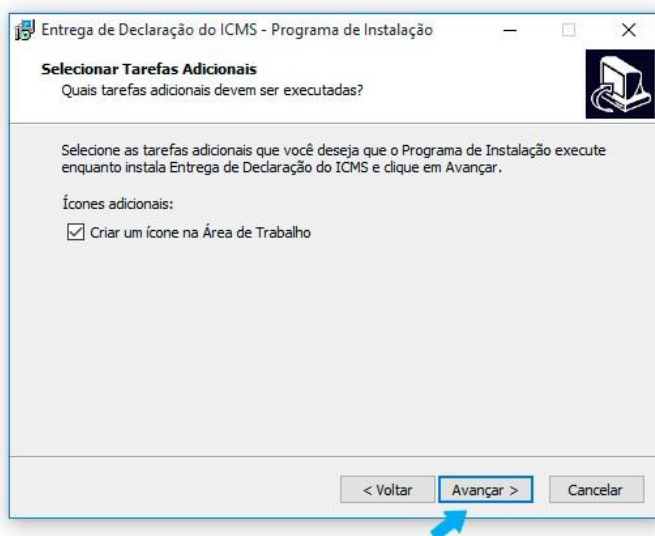 Entrega de Declaração do ICMS - Programa de Instalação
Selecionar Tarefas Adicionais
Quais tarefas adicionais devem ser executadas?
Selecione as tarefas adicionais que você deseja que o Programa de Instalação execute
enquanto instala Entrega de Declaração do ICMS e clique em Avançar.
Ícones adicionais:
Criar um ícone na Área de Trabalho
< Voltar
Avançar >
Cancelar